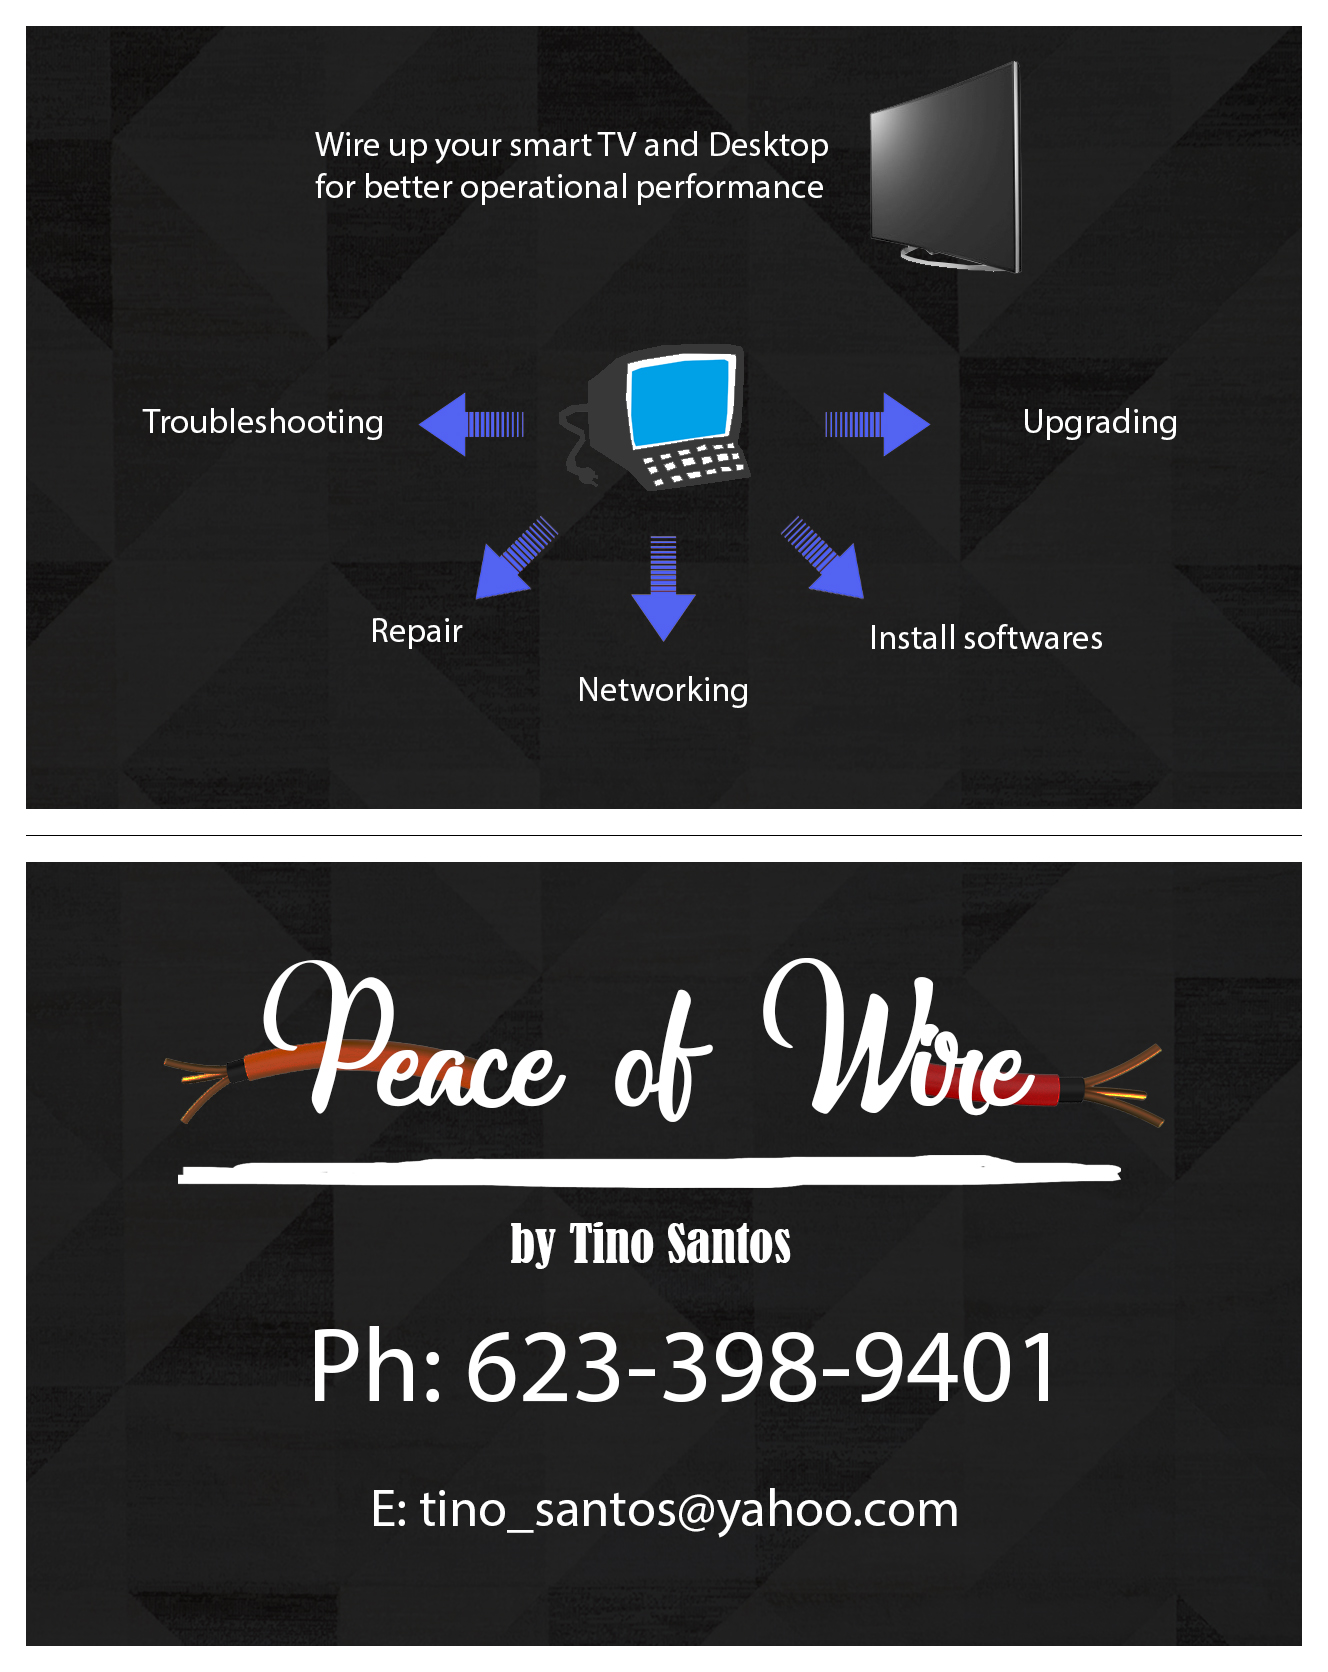 Wire up your smart TV and Desktop
for better operational performance
Troubleshooting
Upgrading
Repair
Install softwares
Networking
Peace of Wire
by Tino Santos
Ph: 623-398-9401
E: tino_santos@yahoo.com